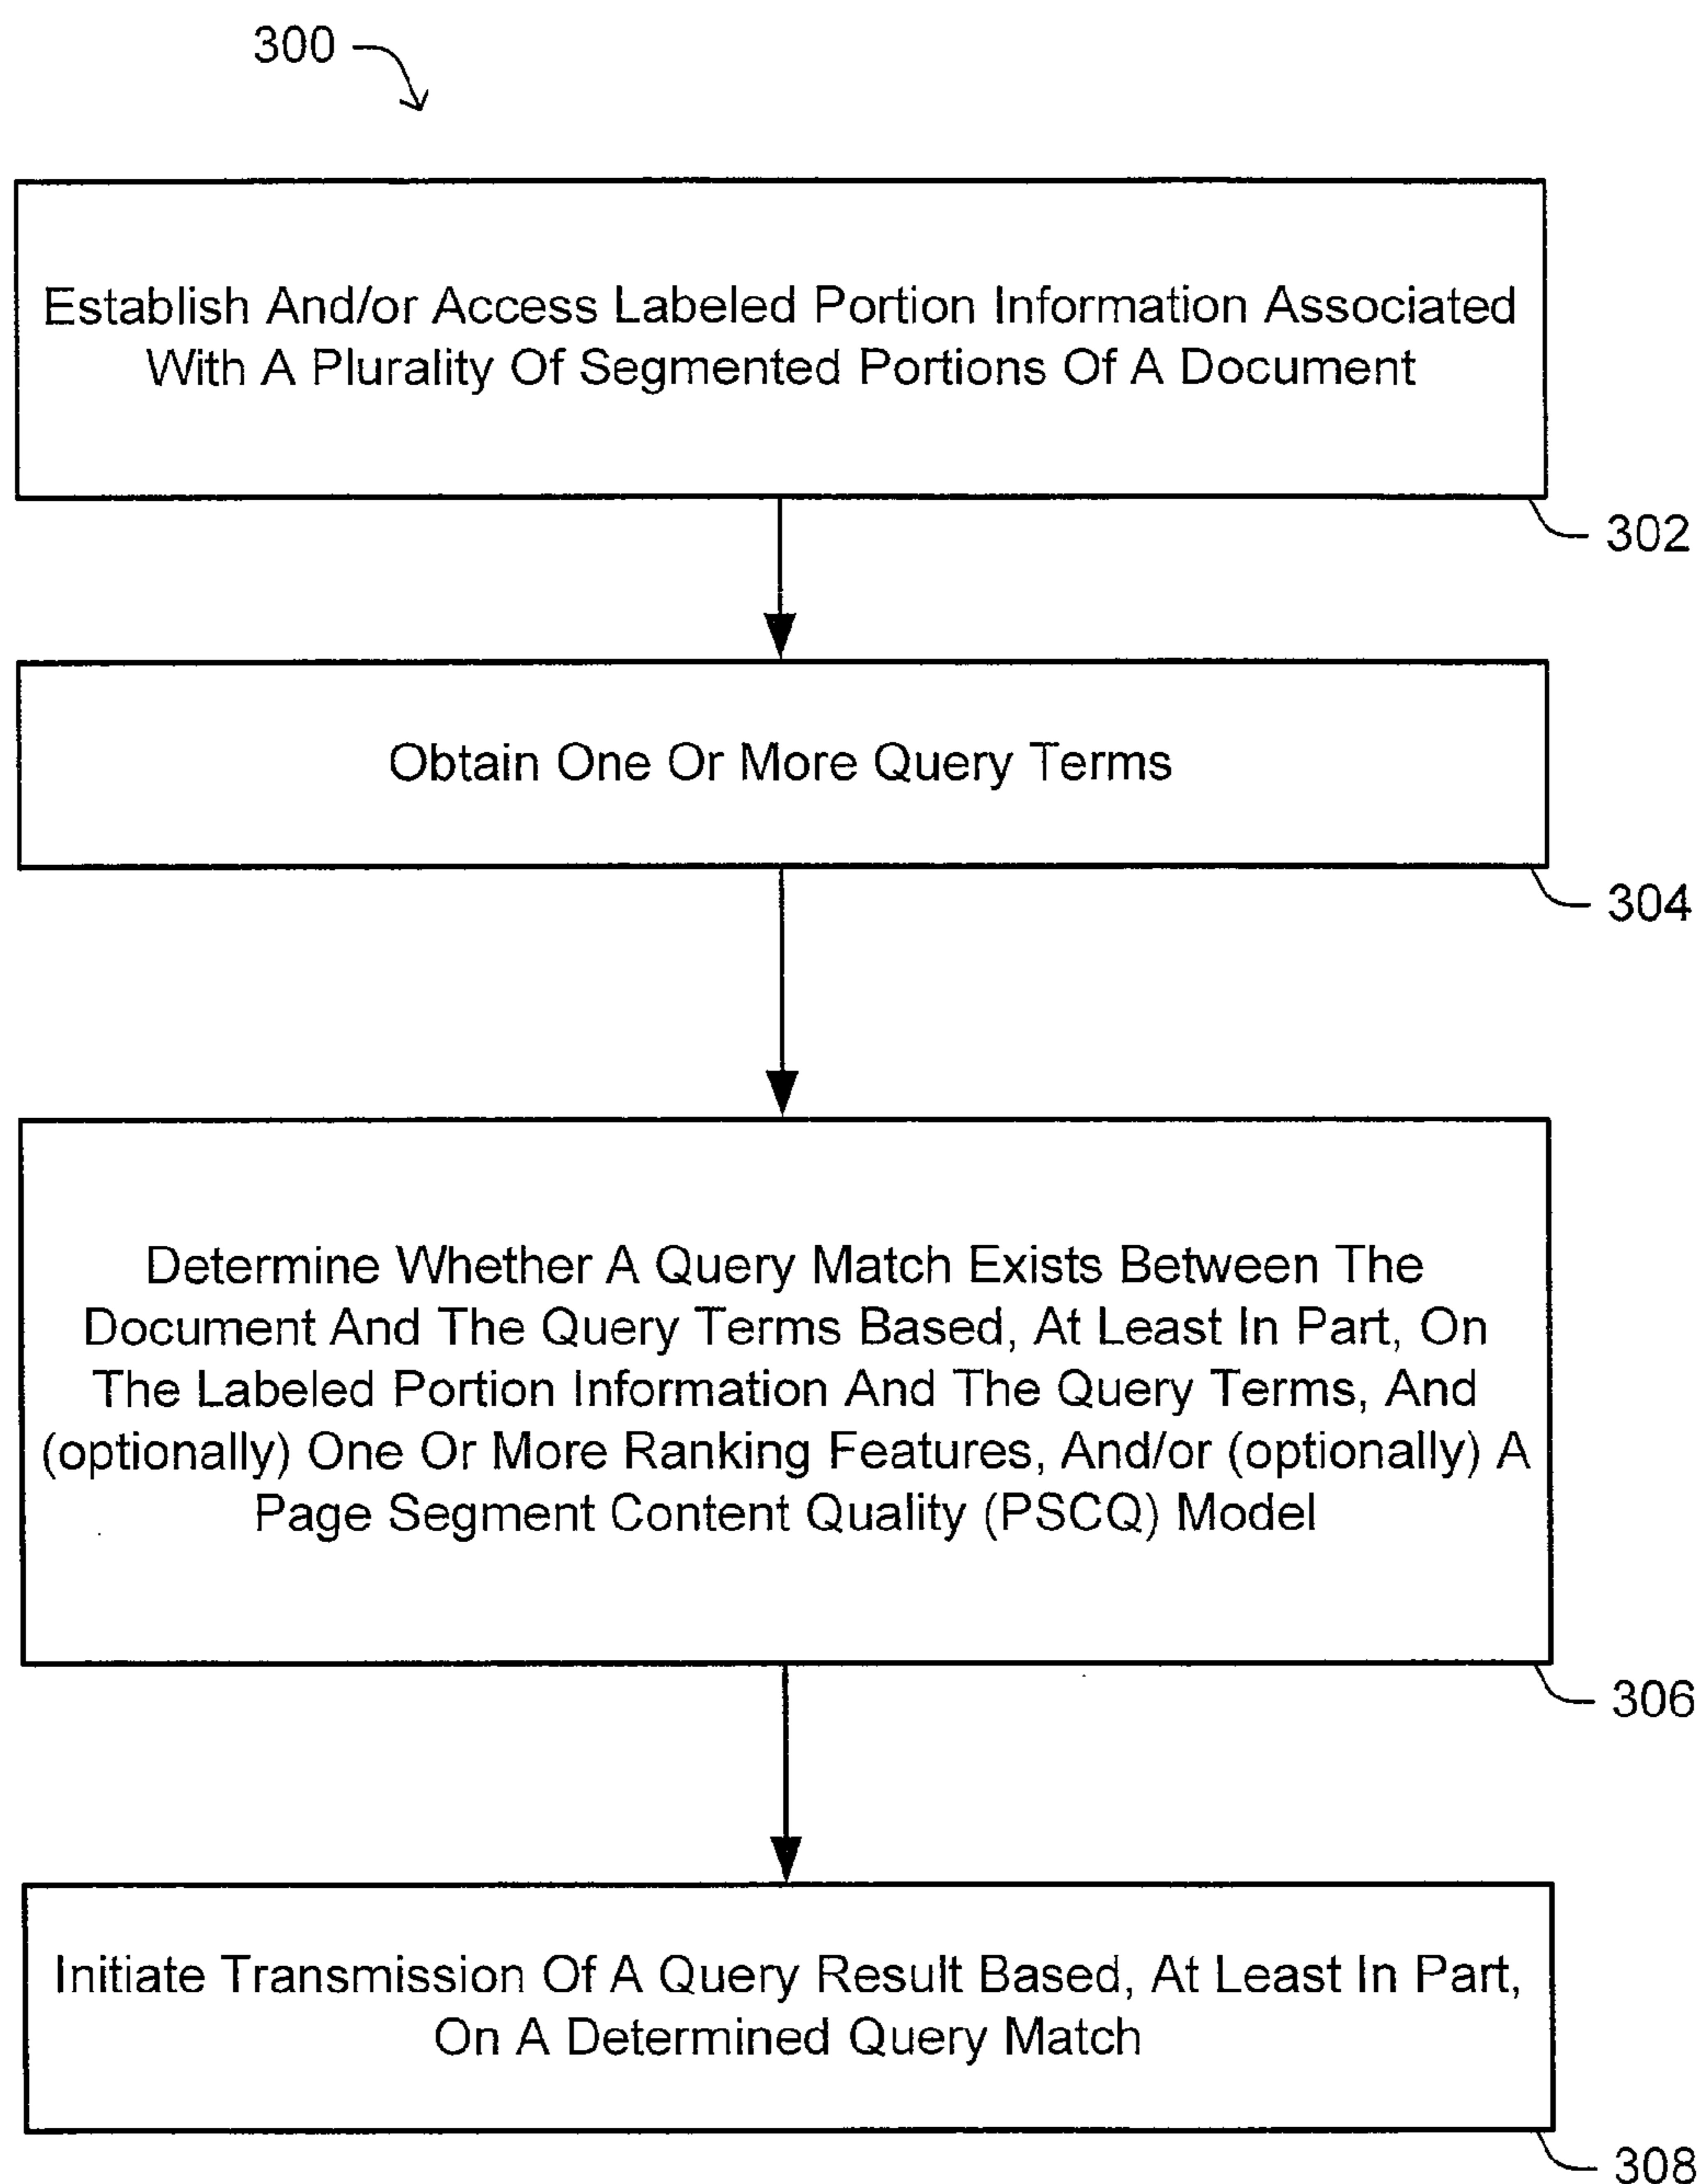 300
Establish And/or Access Labeled Portion Information Associated
With A Plurality Of Segmented Portions Of A Document
302
Obtain One Or More Query Terms
304
Determine Whether A Query Match Exists Between The
Document And The Query Terms Based, At Least In Part, On
The Labeled Portion Information And The Query Terms, And
(optionally) One Or More Ranking Features, And/or (optionally) A
Page Segment Content Quality (PSCQ) Model
306
Initiate Transmission Of A Query Result Based, At Least In Part,
On A Determined Query Match
308